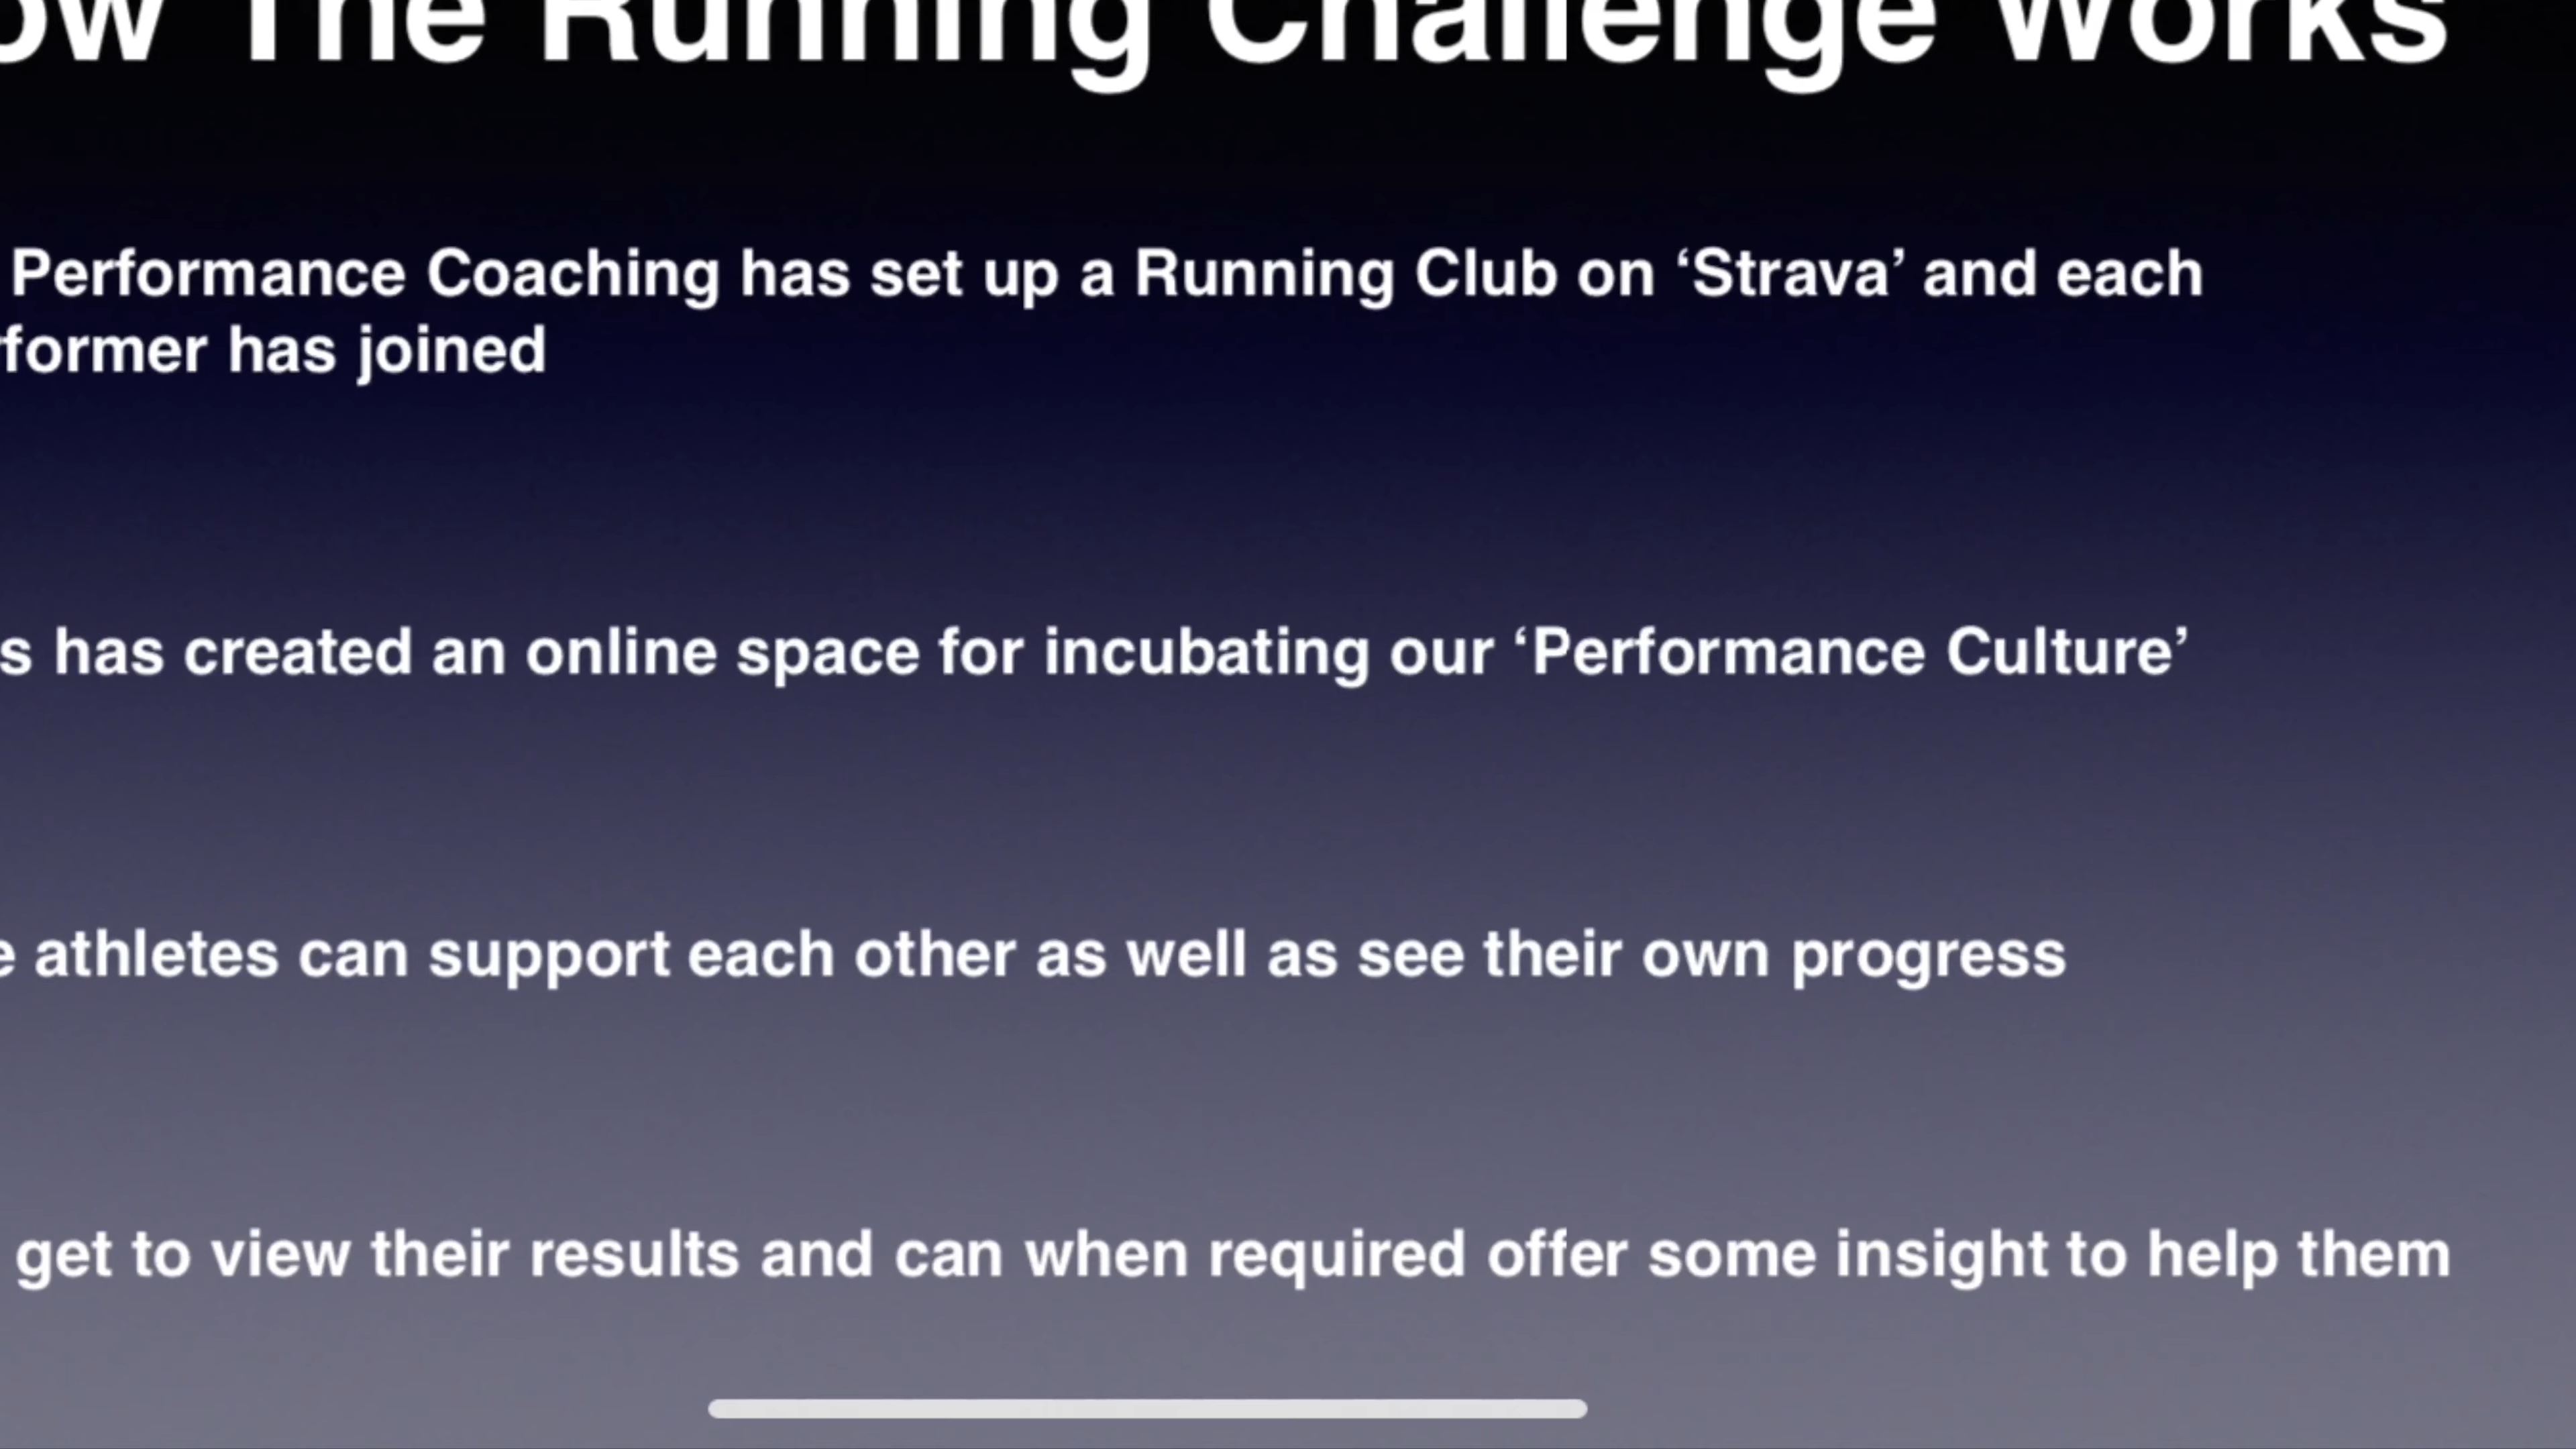 ow The Running Challenge Works
Performance Coaching has set up a Running Club on ‘Strava’ and each
rformer has joined
s has created an online space for incubating our ‘Performance Culture’
e athletes can support each other as well as see their own progress
get to view their results and can when required offer some insight to help them